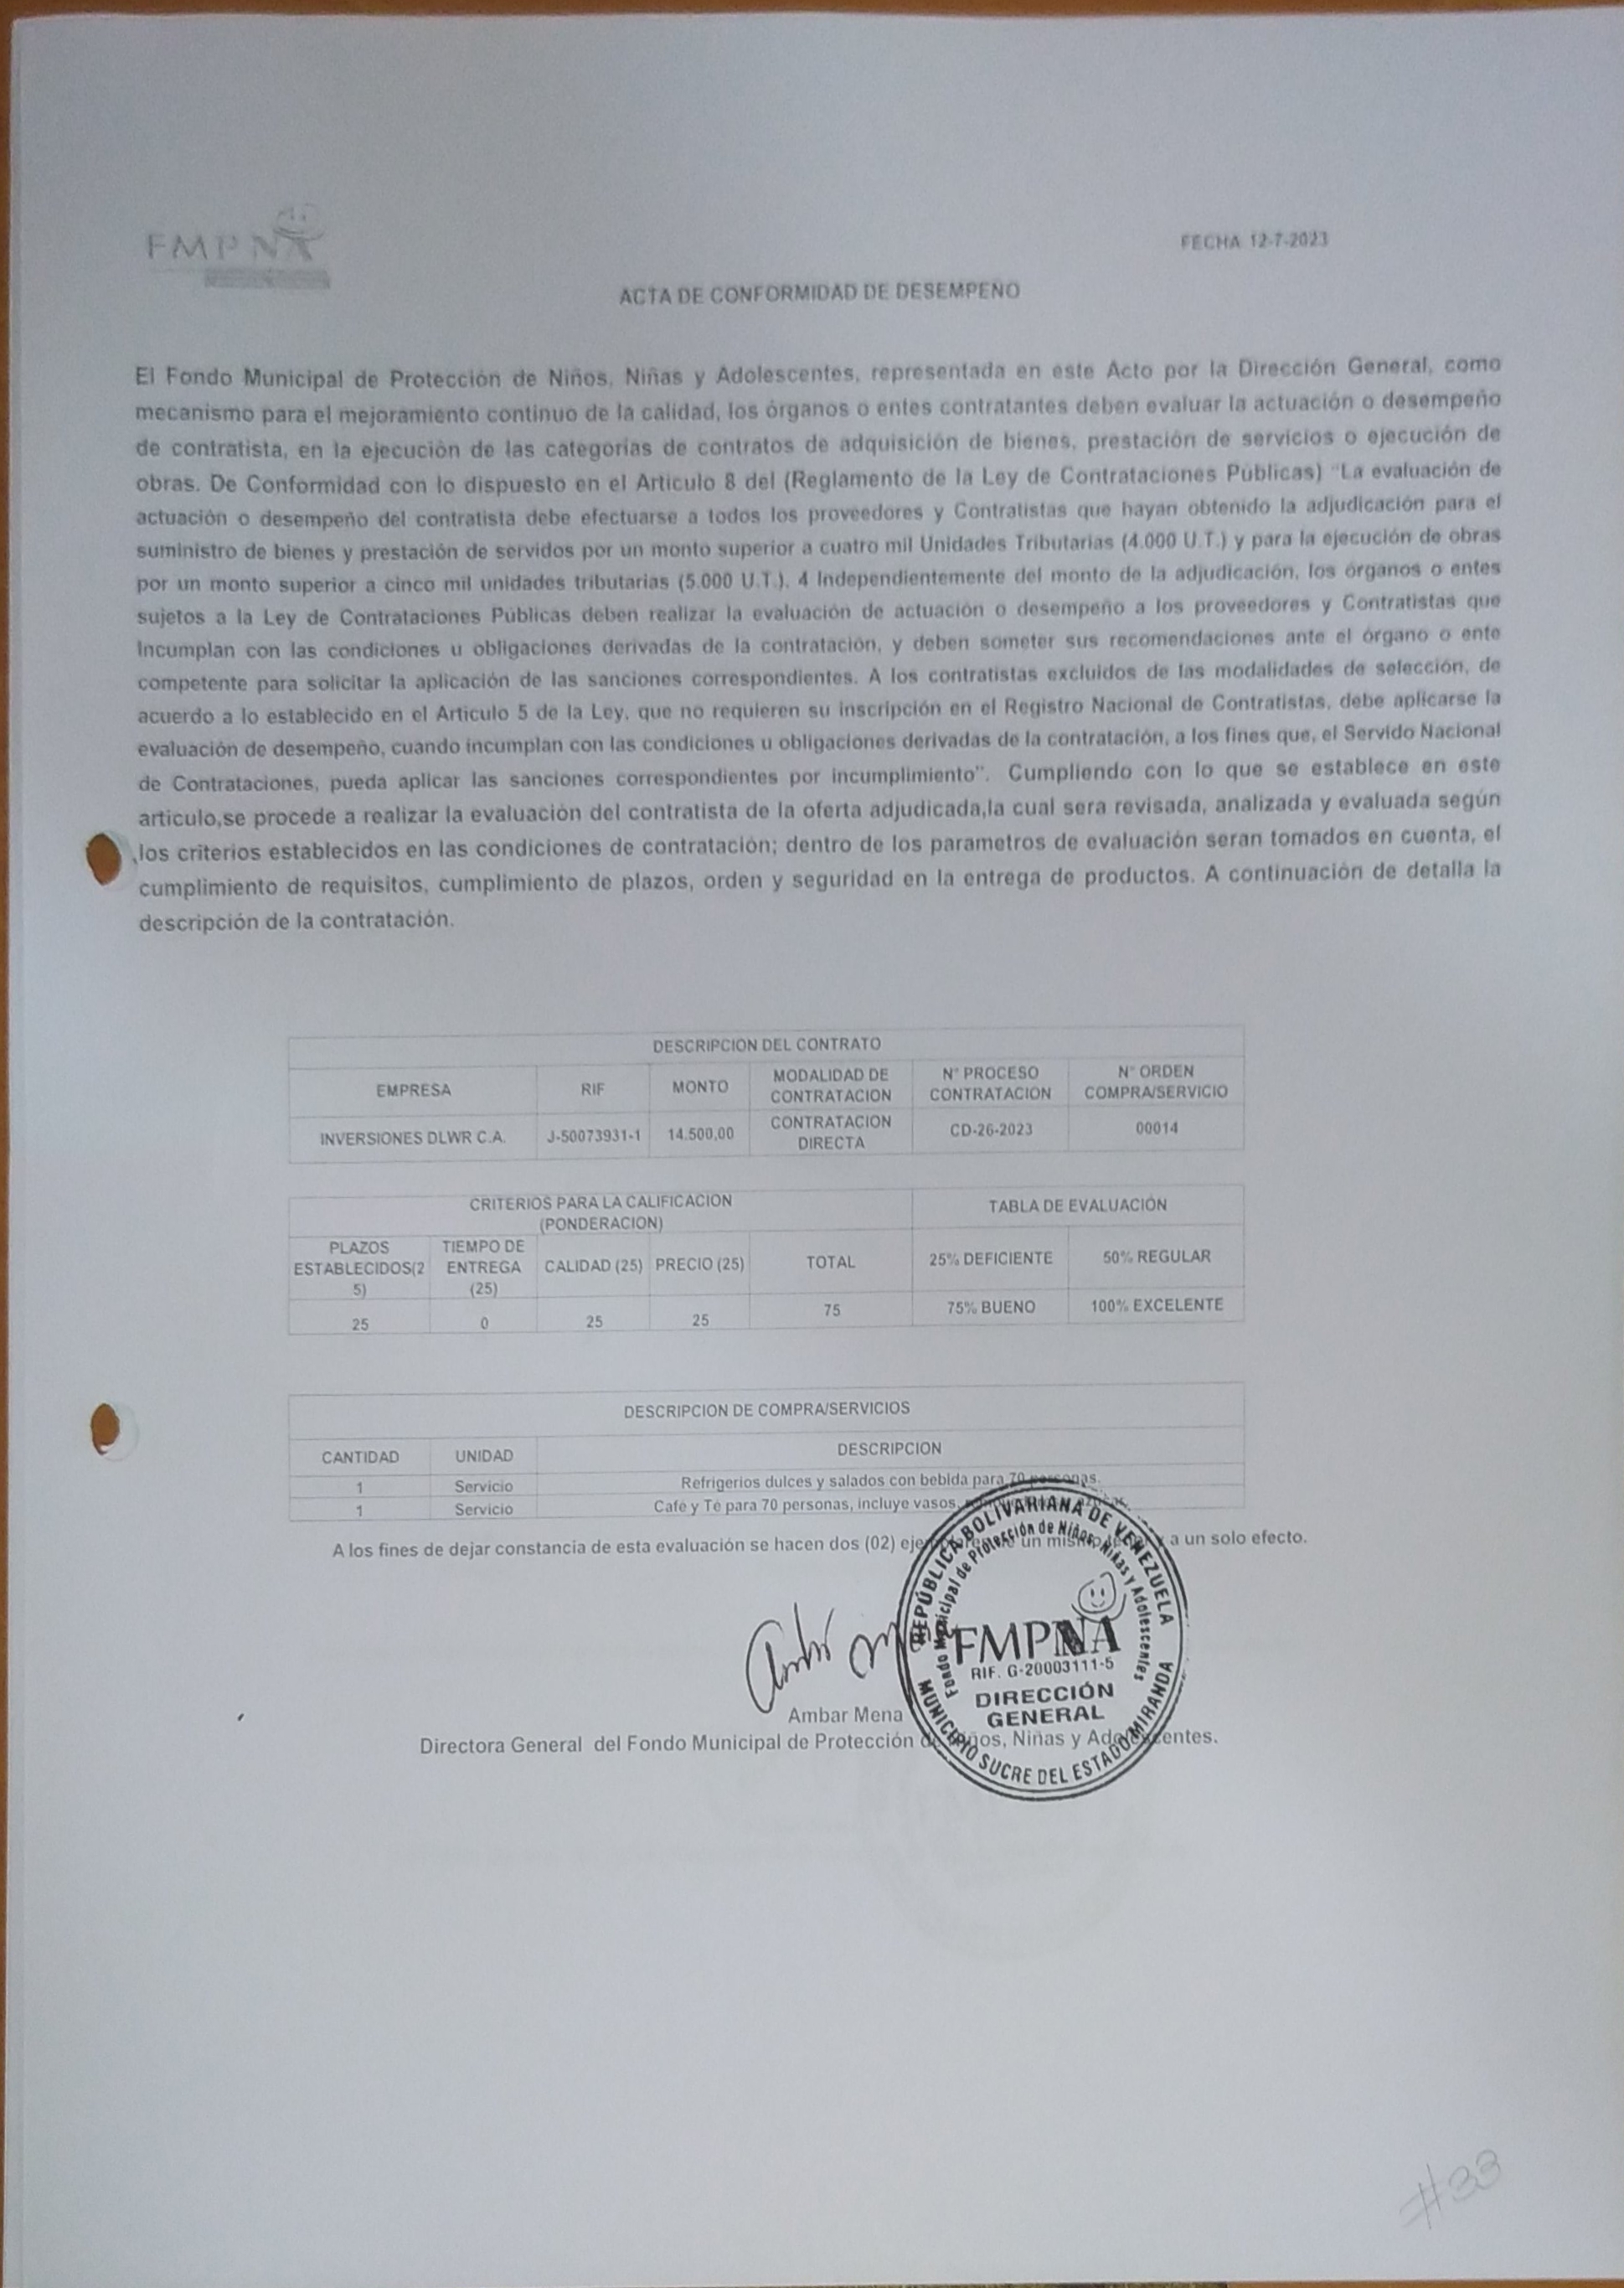 FMPNA
FECHA 12-7-2023
ACTA DE CONFORMIDAD DE DESEMPEÑO
El Fondo Municipal de Protección de Niños, Niñas y Adolescentes, representada en este Acto por la Dirección General, como
mecanismo para el mejoramiento continuo de la calidad, los órganos o entes contratantes deben evaluar la actuación o desempeño
de contratista, en la ejecución de las categorías de contratos de adquisición de bienes, prestación de servicios o ejecución de
obras. De Conformidad con lo dispuesto en el Articulo 8 del (Reglamento de la Ley de Contrataciones Públicas) "La evaluación de
actuación o desempeño del contratista debe efectuarse a todos los proveedores y Contratistas que hayan obtenido la adjudicación para el
suministro de bienes y prestación de servidos por un monto superior a cuatro mil Unidades Tributarias (4.000 U.T.) y para la ejecución de obras
por un monto superior a cinco mil unidades tributarias (5.000 U.T.). 4 Independientemente del monto de la adjudicación, los órganos o entes
sujetos a la Ley de Contrataciones Públicas deben realizar la evaluación de actuación o desempeño a los proveedores y Contratistas que
Incumplan con las condiciones u obligaciones derivadas de la contratación, y deben someter sus recomendaciones ante el órgano o ente
competente para solicitar la aplicación de las sanciones correspondientes. A los contratistas excluidos de las modalidades de selección, de
acuerdo a lo establecido en el Articulo 5 de la Ley, que no requieren su inscripción en el Registro Nacional de Contratistas, debe aplicarse la
evaluación de desempeño, cuando incumplan con las condiciones u obligaciones derivadas de la contratación, a los fines que, el Servido Nacional
de Contrataciones, pueda aplicar las sanciones correspondientes por incumplimiento". Cumpliendo con lo que se establece en este
articulo,se procede a realizar la evaluación del contratista de la oferta adjudicada,la cual sera revisada, analizada y evaluada según
los criterios establecidos en las condiciones de contratación; dentro de los parametros de evaluación seran tomados en cuenta, el
cumplimiento de requisitos, cumplimiento de plazos, orden y seguridad en la entrega de productos. A continuación de detalla la
descripción de la contratación.
DESCRIPCION DEL CONTRATO
EMPRESA RIF MONTO MODALIDAD DE CONTRATACION N° PROCESO CONTRATACION N° ORDEN COMPRA/SERVICIO
INVERSIONES DLWR C.A. J-50073931-1 14.500,00 CONTRATACION DIRECTA CD-26-2023 00014
CRITERIOS PARA LA CALIFICACION (PONDERACION) TABLA DE EVALUACIÓN
PLAZOS ESTABLECIDOS(25) TIEMPO DE ENTREGA (25) CALIDAD (25) PRECIO (25) TOTAL 25% DEFICIENTE 50% REGULAR
25 0 25 25 75 75% BUENO 100% EXCELENTE
DESCRIPCION DE COMPRA/SERVICIOS
CANTIDAD UNIDAD DESCRIPCION
1 Servicio Refrigerios dulces y salados con bebida para 70 personas.
1 Servicio Café y Té para 70 personas, incluye vasos,
A los fines de dejar constancia de esta evaluación se hacen dos (02) un mismo a un solo efecto.
REPÚBLICA BOLIVARIANA DE VENEZUELA
Fondo Municipal de Protección de Niños, Niñas y Adolescentes
FMPNA
RIF. G-20003111-5
DIRECCIÓN
GENERAL
MUNICIPIO SUCRE DEL ESTADO MIRANDA
Ambar Mena
Directora General del Fondo Municipal de Protección de Niños, Niñas y Adolescentes.
#33